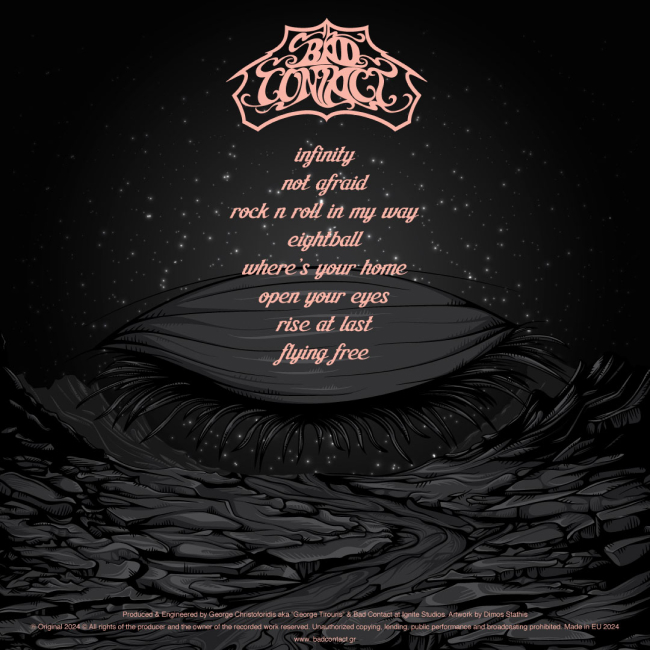 BAD
CONTACT
infinity
not afraid
rock n roll in my way
eightball
where's your home
open your eyes
rise at last
flying free
Produced & Engineered by George Christoforidis aka "George Tirouris" & Bad Contact at Ignite Studios. Artwork by Dimos Stathis
Original 2024 © All rights of the producer and the owner of the recorded work reserved. Unauthorized copying, lending, public performance and broadcasting prohibited. Made in EU 2024
www.badcontact.gr